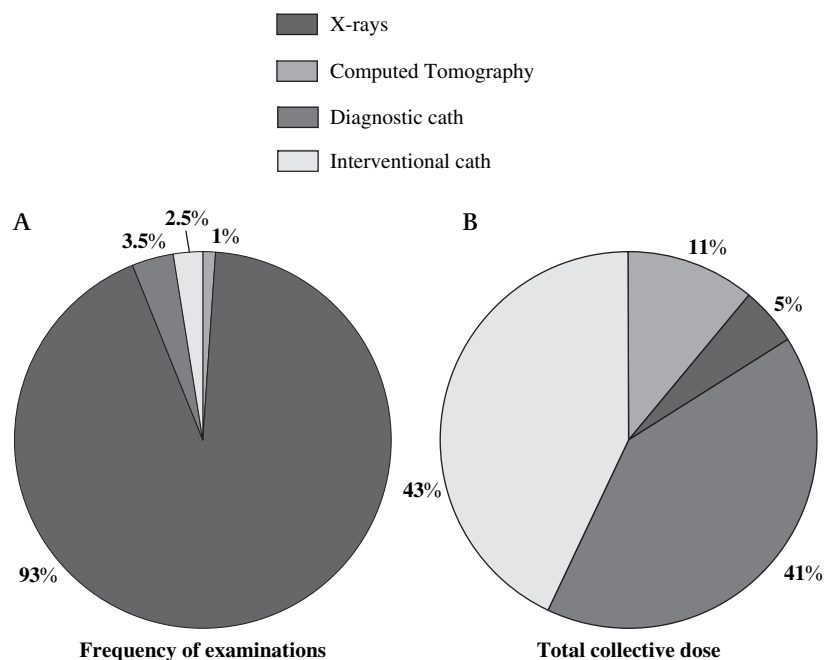 X-rays
Computed Tomography
Diagnostic cath
Interventional cath
A
2.5%
3.5%
1%
93%
Frequency of examinations
B
11%
5%
43%
41%
Total collective dose